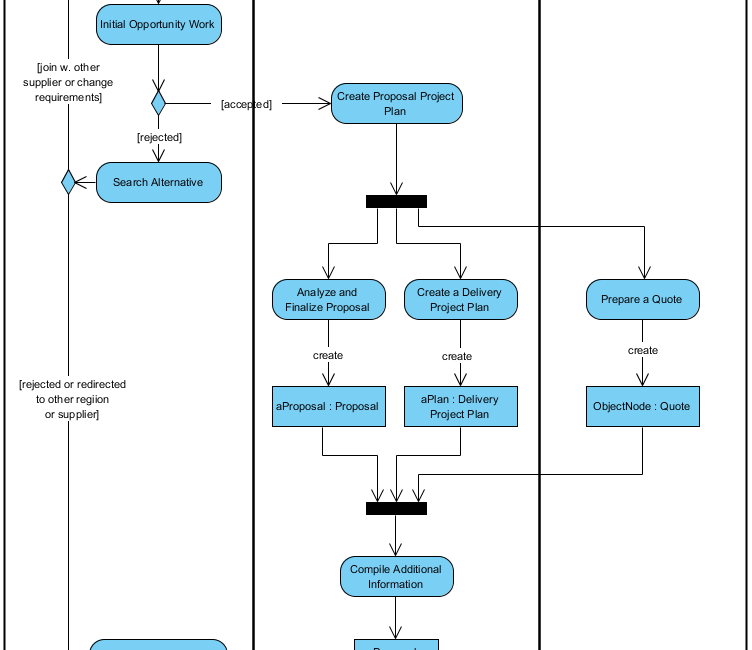 Initial Opportunity Work
[join w. other
supplier or change
requirements]
[accepted]
Create Proposal Project
Plan
[rejected]
Search Alternative
Analyze and
Finalize Proposal
Create a Delivery
Project Plan
Prepare a Quote
create
create
create
[rejected or redirected
to other regiion
or supplier]
aProposal : Proposal
aPlan : Delivery
Project Plan
ObjectNode : Quote
Compile Additional
Information